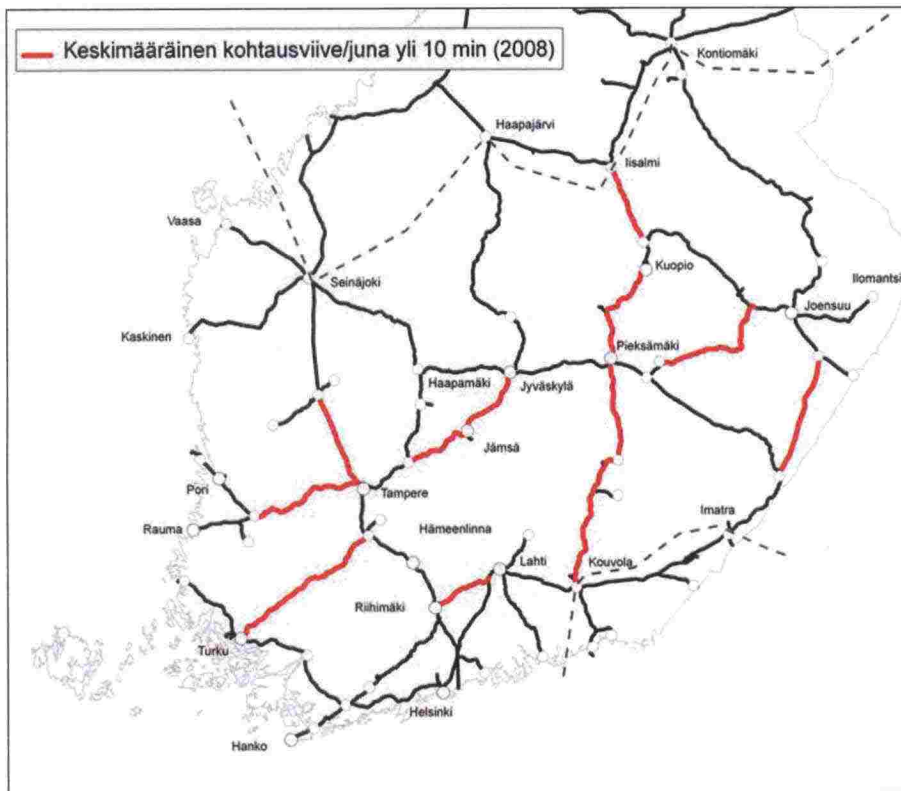 Keskimääräinen kohtausviive/juna yli 10 min (2008)
Kontiomäki
Haapajärvi
Iisalmi
Vaasa
Kuopio
Seinäjoki
Ilomantsi
Joensuu
Kaskinen
Pieksämäki
Haapamäki
Jyväskylä
Jämsä
Pori
Tampere
Imatra
Rauma
Hämeenlinna
Lahti
Kouvola
Riihimäki
Turku
Helsinki
Hanko